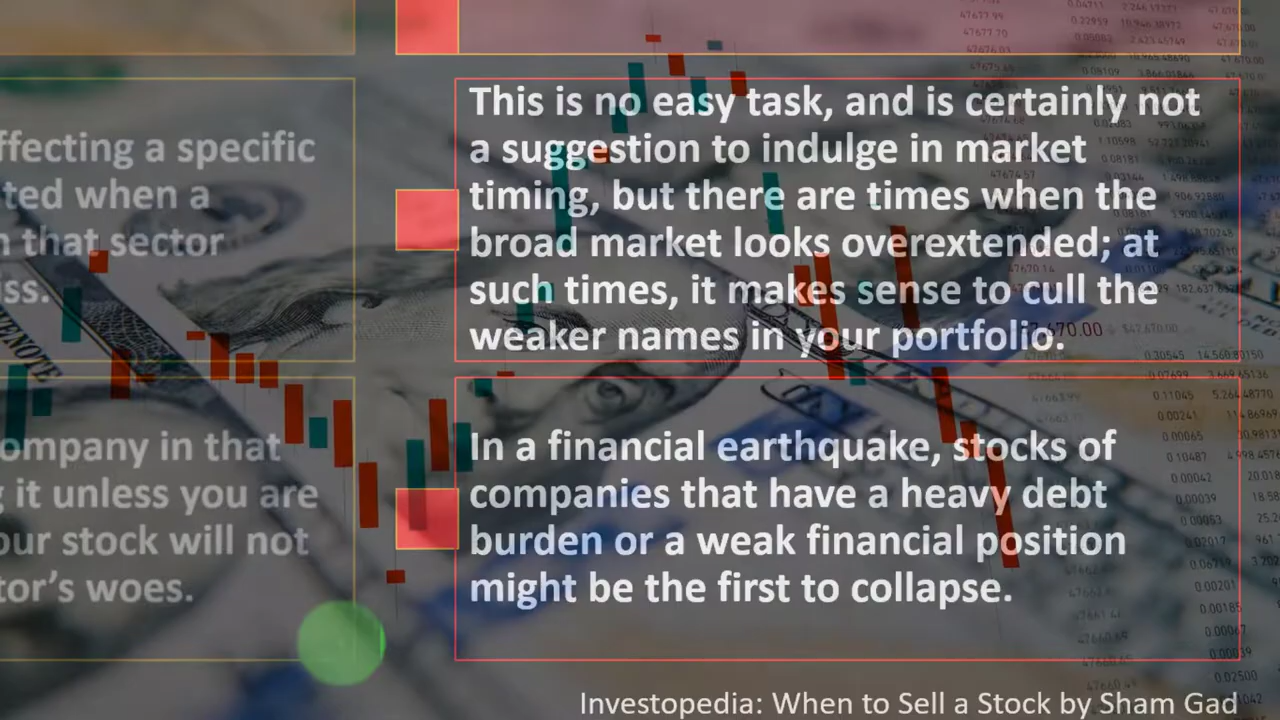 ffecting a specific
ted when a
that sector
iss.
This is no easy task, and is certainly not
a suggestion to indulge in market
timing, but there are times when the
broad market looks overextended; at
such times, it makes sense to cull the
weaker names in your portfolio.
ompany in that
it unless you are
our stock will not
tor's woes.
In a financial earthquake, stocks of
companies that have a heavy debt
burden or a weak financial position
might be the first to collapse.
Investopedia: When to Sell a Stock by Sham Gad